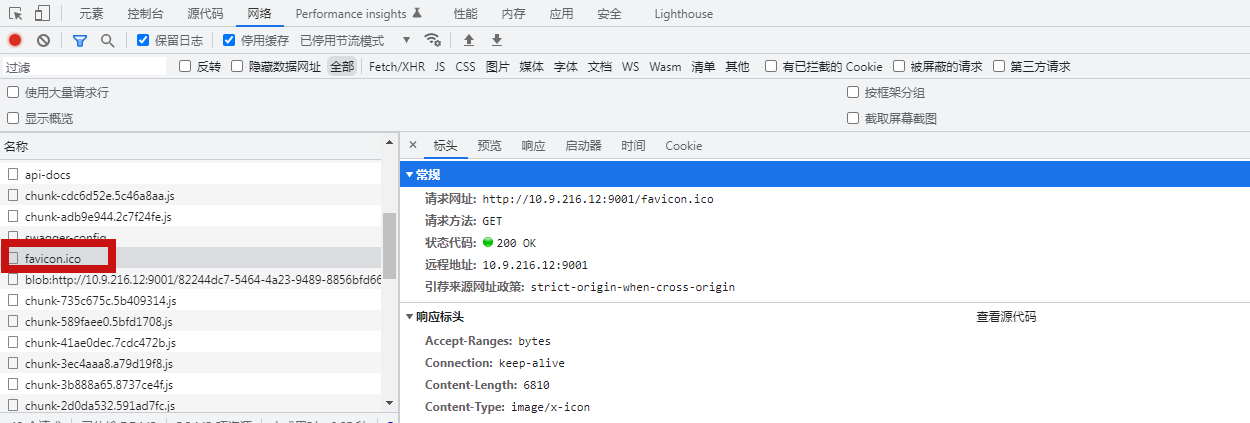 元素 控制台 源代码 网络 Performance insights 性能 内存 应用 安全 Lighthouse
保留日志 停用缓存 已停用节流模式
过滤 反转 隐藏数据网址 全部 Fetch/XHR JS CSS 图片 媒体 字体 文档 WS Wasm 清单 其他 有已拦截的 Cookie 被屏蔽的请求 第三方请求
使用大量请求行 按框架分组
显示概览 截取屏幕截图
名称
api-docs
chunk-cdc6d52e.5c46a8aa.js
chunk-adb9e944.2c7f24fe.js
swagger-config
favicon.ico
blob:http://10.9.216.12:9001/82244dc7-5464-4a23-9489-8856bfd66
chunk-735c675c.5b409314.js
chunk-589faee0.5bfd1708.js
chunk-41ae0dec.7cdc472b.js
chunk-3ec4aaa8.a79d19f8.js
chunk-3b888a65.8737ce4f.js
chunk-2d0da532.591ad7fc.js
× 标头 预览 响应 启动器 时间 Cookie
常规
请求网址: http://10.9.216.12:9001/favicon.ico
请求方法: GET
状态代码: 200 OK
远程地址: 10.9.216.12:9001
引荐来源网址政策: strict-origin-when-cross-origin
响应标头 查看源代码
Accept-Ranges: bytes
Connection: keep-alive
Content-Length: 6810
Content-Type: image/x-icon